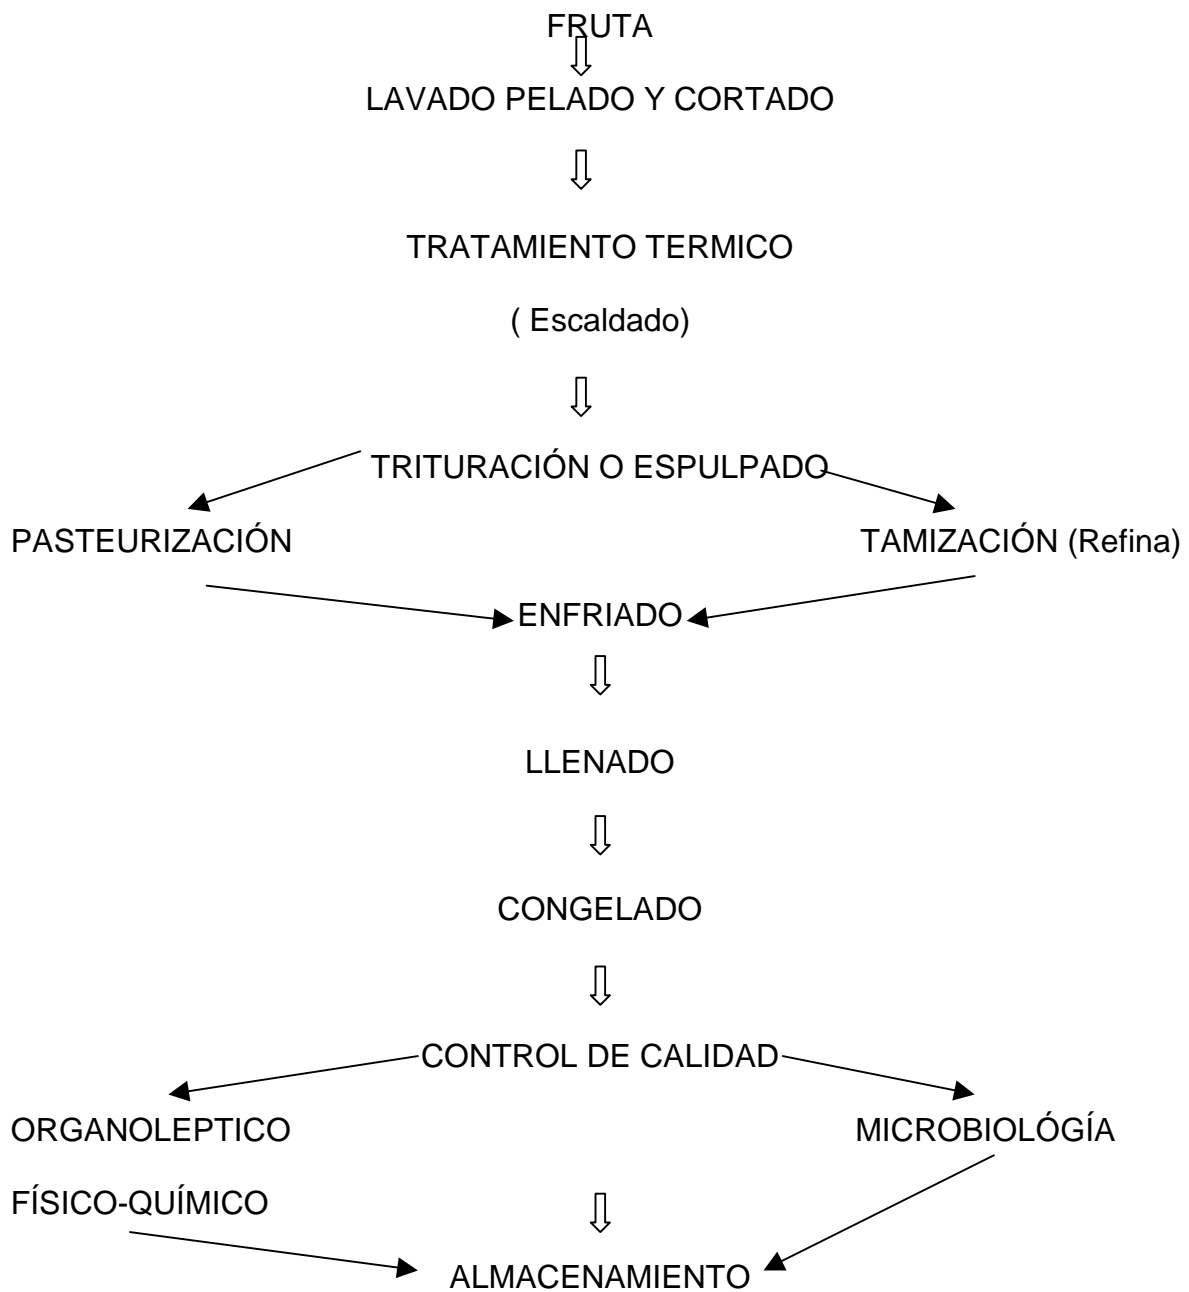 FRUTA
LAVADO PELADO Y CORTADO
TRATAMIENTO TERMICO
( Escaldado)
TRITURACIÓN O ESPULPADO
PASTEURIZACIÓN
TAMIZACIÓN (Refina)
ENFRIADO
LLENADO
CONGELADO
CONTROL DE CALIDAD
ORGANOLEPTICO
MICROBIOLÓGÍA
FÍSICO-QUÍMICO
ALMACENAMIENTO